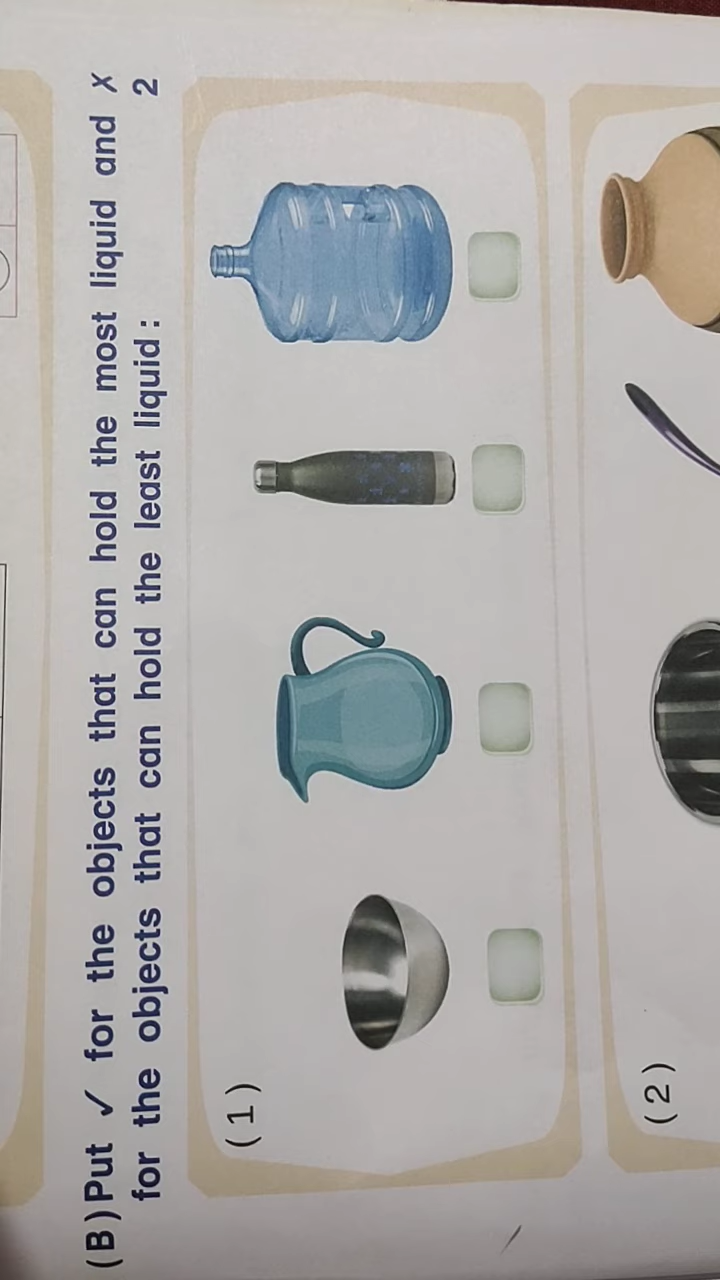 (B) Put ✓ for the objects that can hold the most liquid and x
2
for the objects that can hold the least liquid :
(1)
(2)